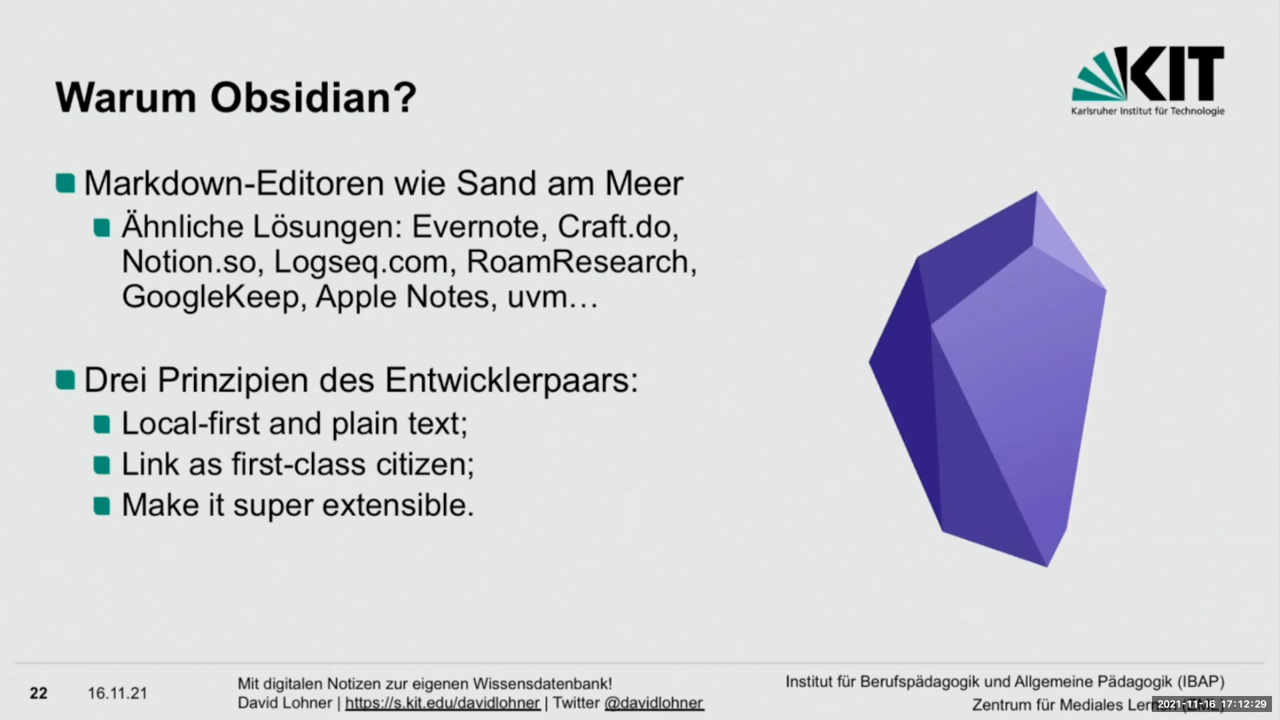 Warum Obsidian?
KIT
Karlsruher Institut für Technologie
Markdown-Editoren wie Sand am Meer
Ähnliche Lösungen: Evernote, Craft.do,
Notion.so, Logseq.com, RoamResearch,
GoogleKeep, Apple Notes, uvm…
Drei Prinzipien des Entwicklerpaars:
Local-first and plain text;
Link as first-class citizen;
Make it super extensible.
22
16.11.21
Mit digitalen Notizen zur eigenen Wissensdatenbank!
David Lohner | https://s.kit.edu/davidlohner | Twitter @davidlohner
Institut für Berufspädagogik und Allgemeine Pädagogik (IBAP)
Zentrum für Mediales
2021-11-16 17:12:29